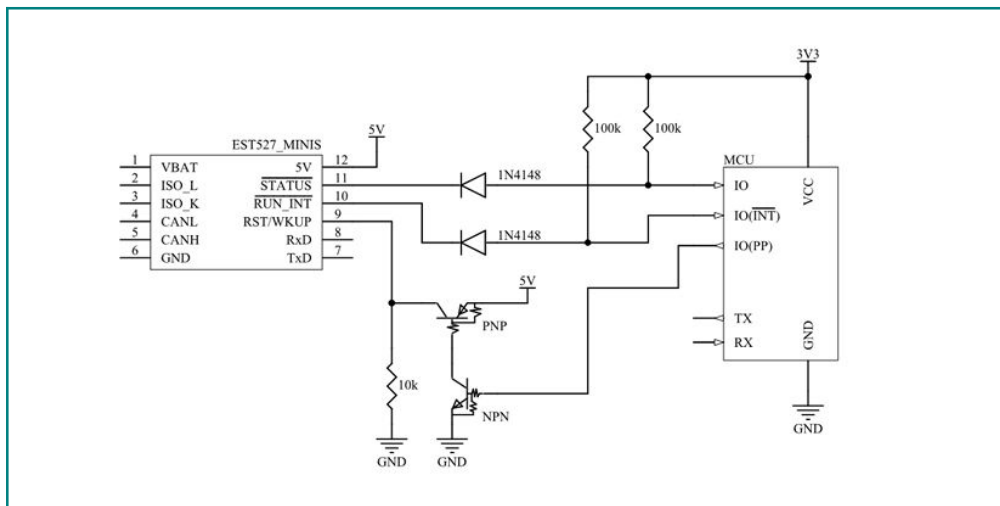 3V3
100k 100k
5V
EST527_MINIS
MCU
1 VBAT 5V 12
2 ISO_L STATUS 11
3 ISO_K RUN_INT 10
4 CANL RST/WKUP 9
5 CANH RxD 8
6 GND TxD 7
1N4148
1N4148
IO
IO(INT)
IO(PP)
VCC
5V
PNP
TX
RX
GND
10k
NPN
GND
GND
GND